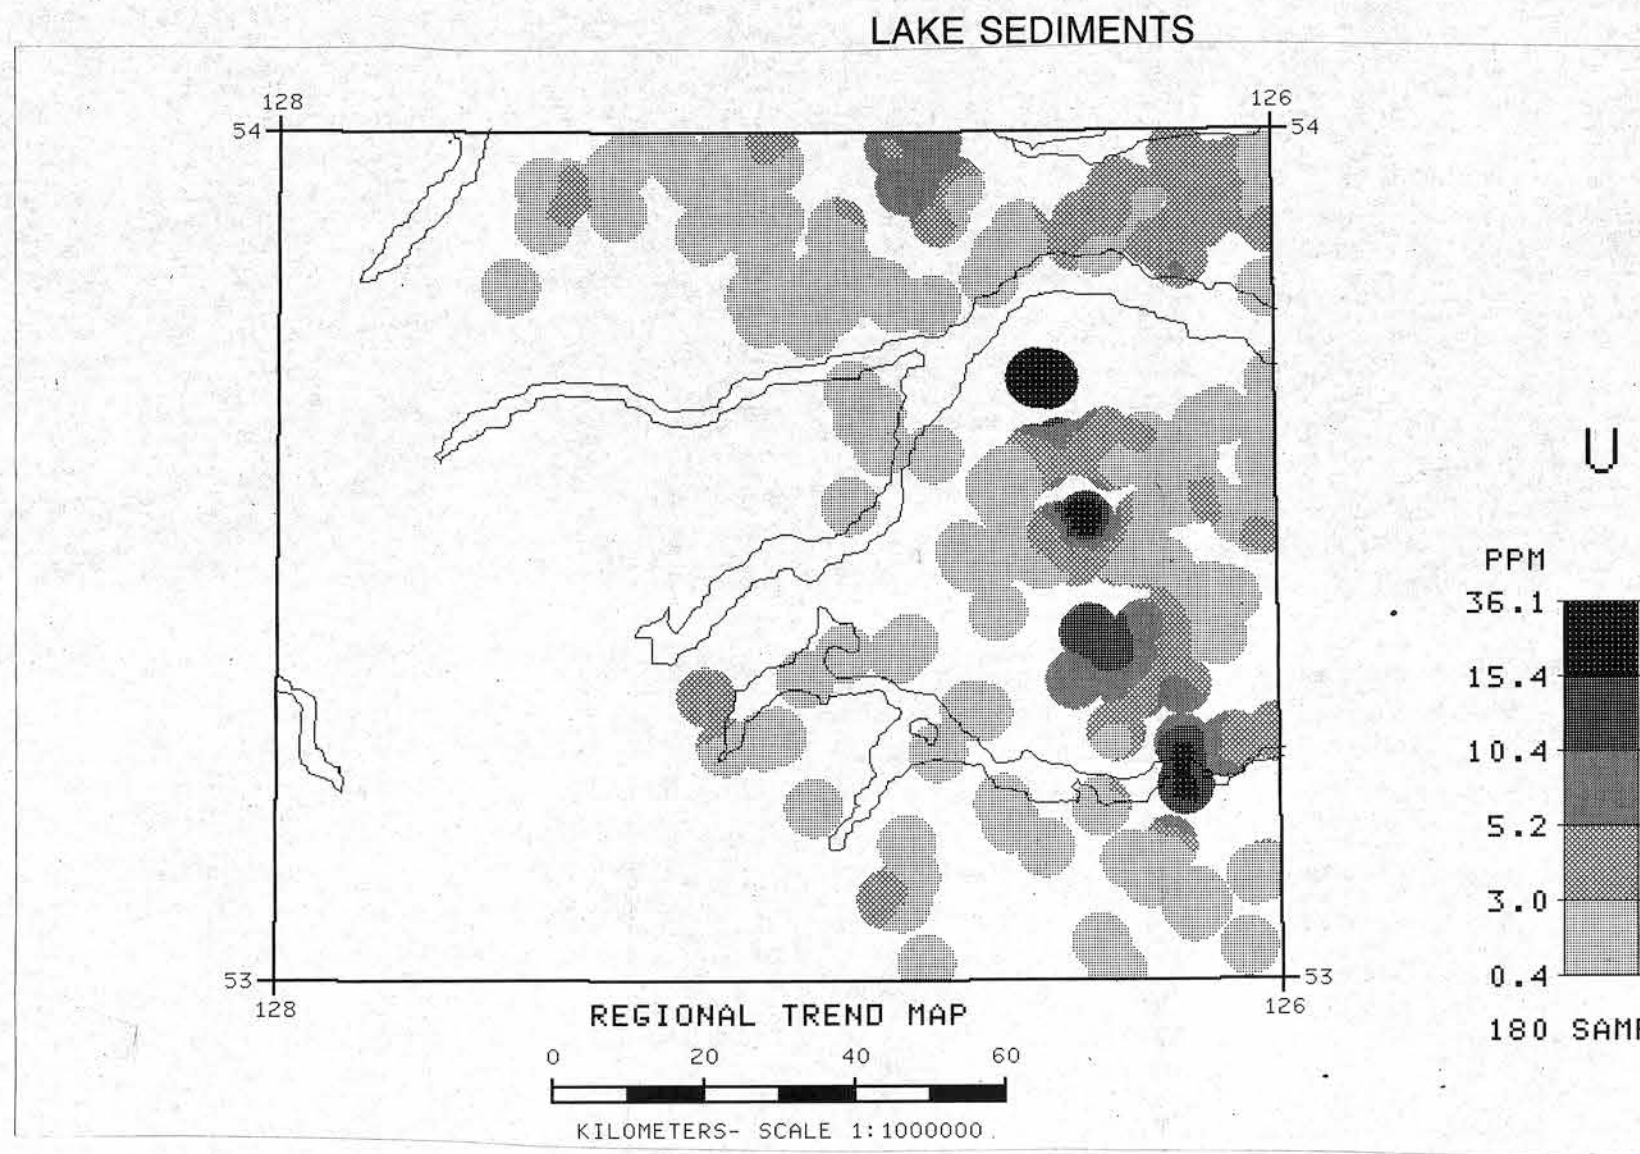 LAKE SEDIMENTS
128
126
54
54
U
PPM
36.1
15.4
10.4
5.2
3.0
0.4
53
53
128
126
REGIONAL TREND MAP
180
0 20 40 60
KILOMETERS- SCALE 1:1000000